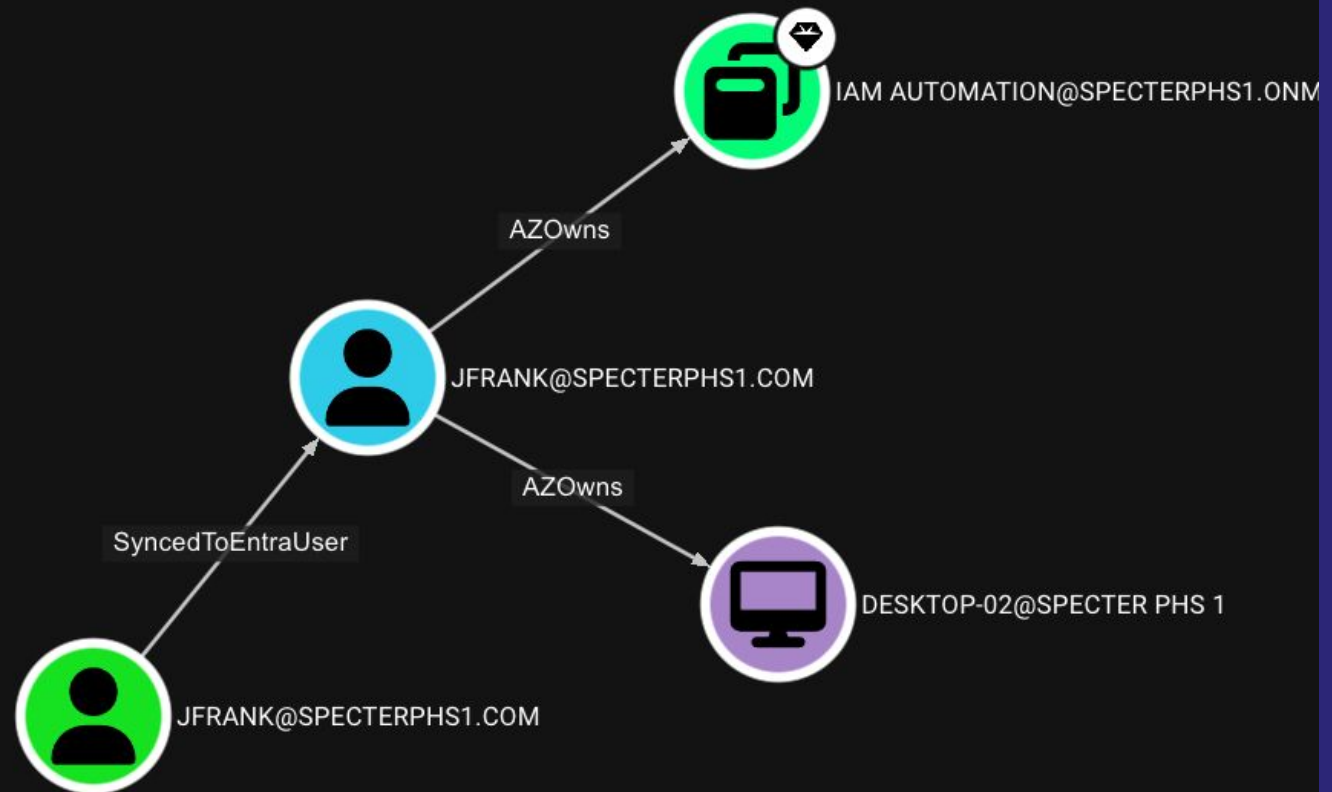 IAM AUTOMATION@SPECTERPHS1.ONM
AZOwns
JFRANK@SPECTERPHS1.COM
AZOwns
SyncedToEntraUser
DESKTOP-02@SPECTER PHS 1
JFRANK@SPECTERPHS1.COM